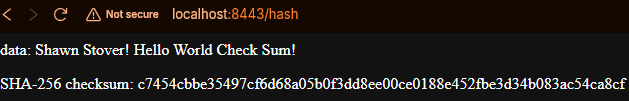 Not secure localhost:8443/hash
data: Shawn Stover! Hello World Check Sum!
SHA-256 checksum: c7454cbbe35497cf6d68a05b0f3dd8ee00ce0188e452fbe3d34b083ac54ca8cf